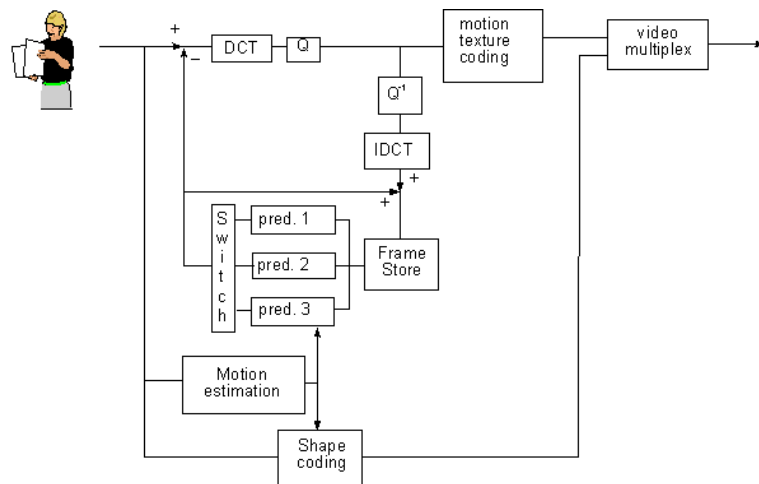 +
−
DCT
Q
motion
texture
coding
video
multiplex
Q⁻¹
IDCT
+
+
Switch
pred. 1
pred. 2
pred. 3
Frame
Store
Motion
estimation
Shape
coding